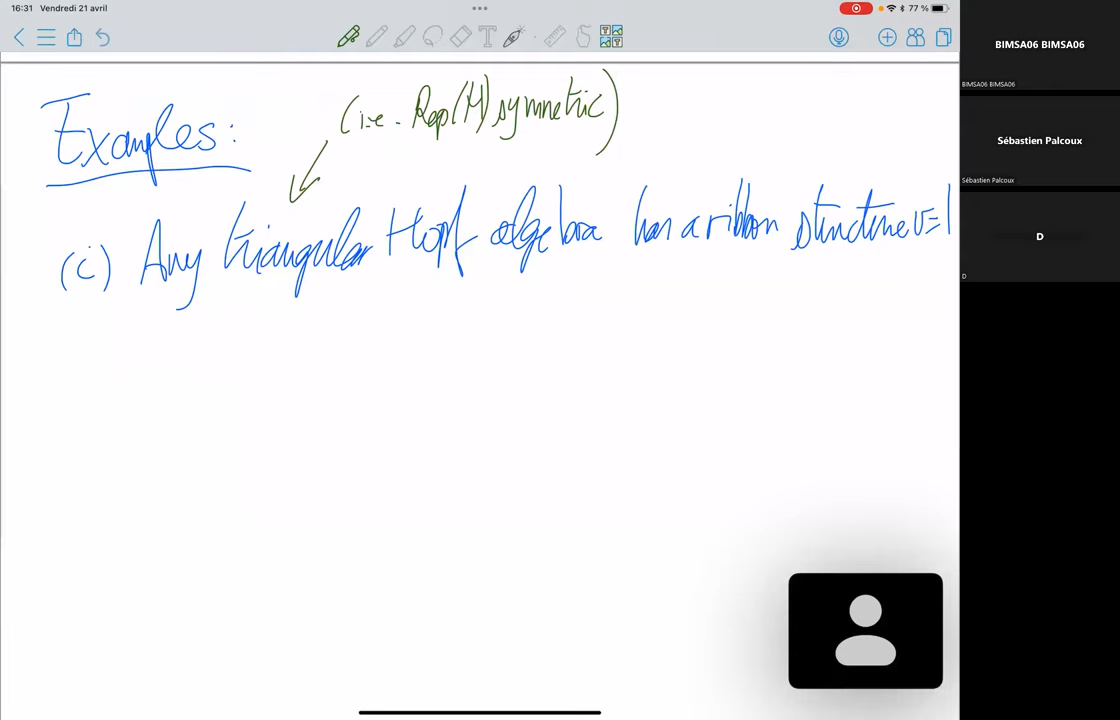 16:31 Vendredi 21 avril
77 %
(i.e. Rep(H) symmetric)
Examples:
(i) Any triangular Hopf algebra has a ribbon structure v=1
BIMSA06 BIMSA06
BIMSA06 BIMSA06
Sébastien Palcoux
Sébastien Palcoux
D
D